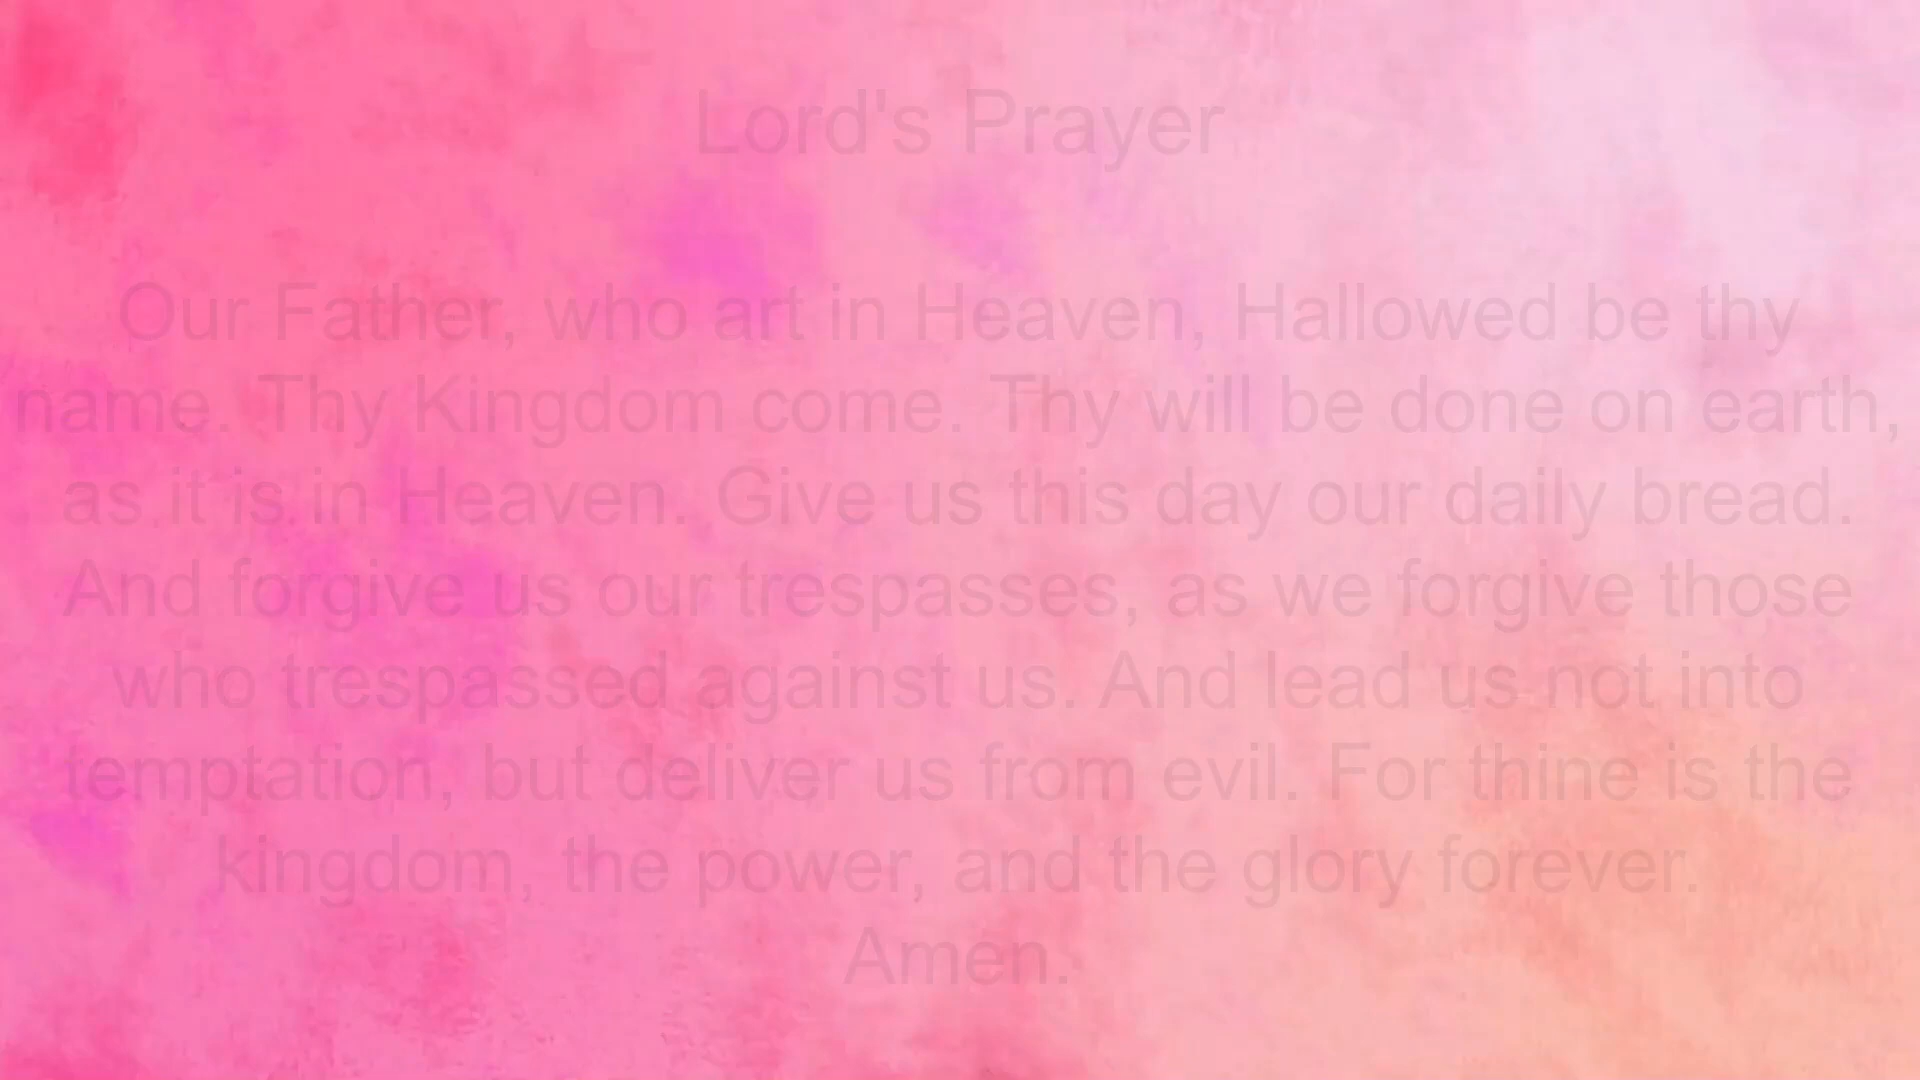 Lord's Prayer
Our Father, who art in Heaven, Hallowed be thy
name. Thy Kingdom come. Thy will be done on earth,
as it is in Heaven. Give us this day our daily bread.
And forgive us our trespasses, as we forgive those
who trespassed against us. And lead us not into
temptation, but deliver us from evil. For thine is the
kingdom, the power, and the glory forever.
Amen.